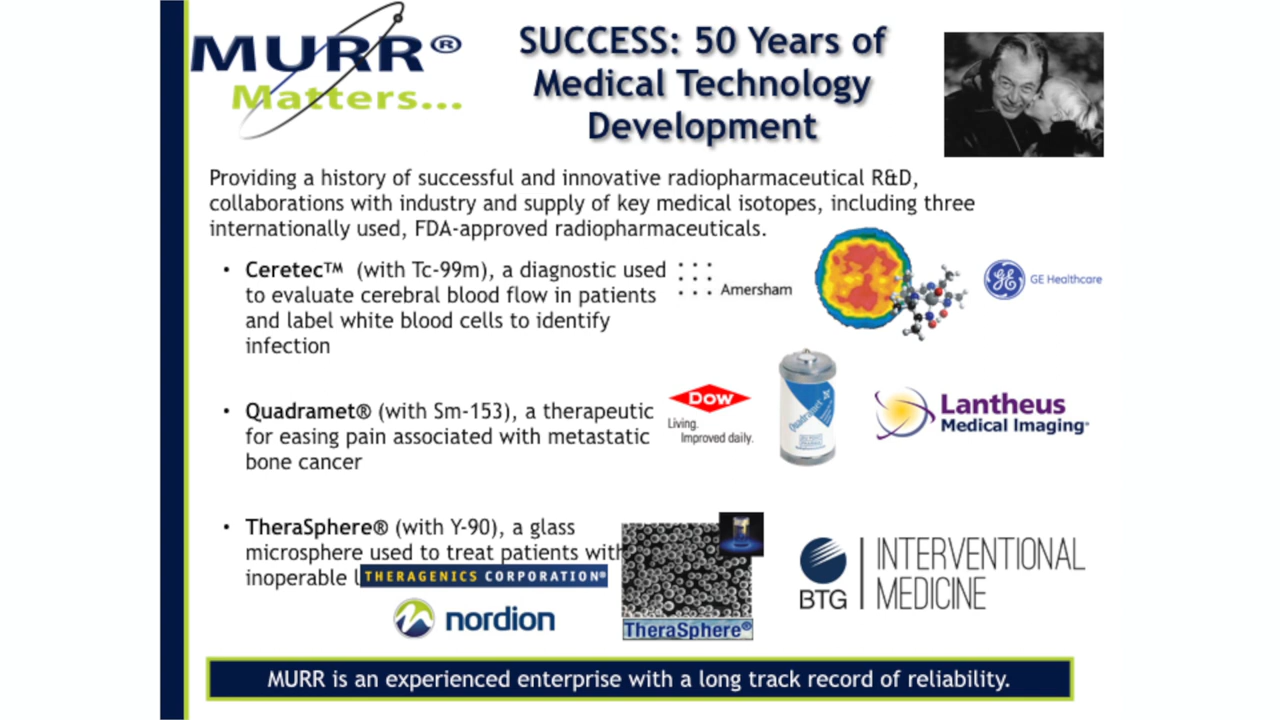 MURR®
Matters...
SUCCESS: 50 Years of
Medical Technology
Development
Providing a history of successful and innovative radiopharmaceutical R&D,
collaborations with industry and supply of key medical isotopes, including three
internationally used, FDA-approved radiopharmaceuticals.
• Ceretec™ (with Tc-99m), a diagnostic used
to evaluate cerebral blood flow in patients
and label white blood cells to identify
infection
Amersham
GE
GE Healthcare
• Quadramet® (with Sm-153), a therapeutic
for easing pain associated with metastatic
bone cancer
Dow
Living.
Improved daily.
Quadramet
Lantheus
Medical Imaging
• TheraSphere® (with Y-90), a glass
microsphere used to treat patients with
inoperable
THERAGENICS CORPORATION®
nordion
TheraSphere®
BTG
INTERVENTIONAL
MEDICINE
MURR is an experienced enterprise with a long track record of reliability.